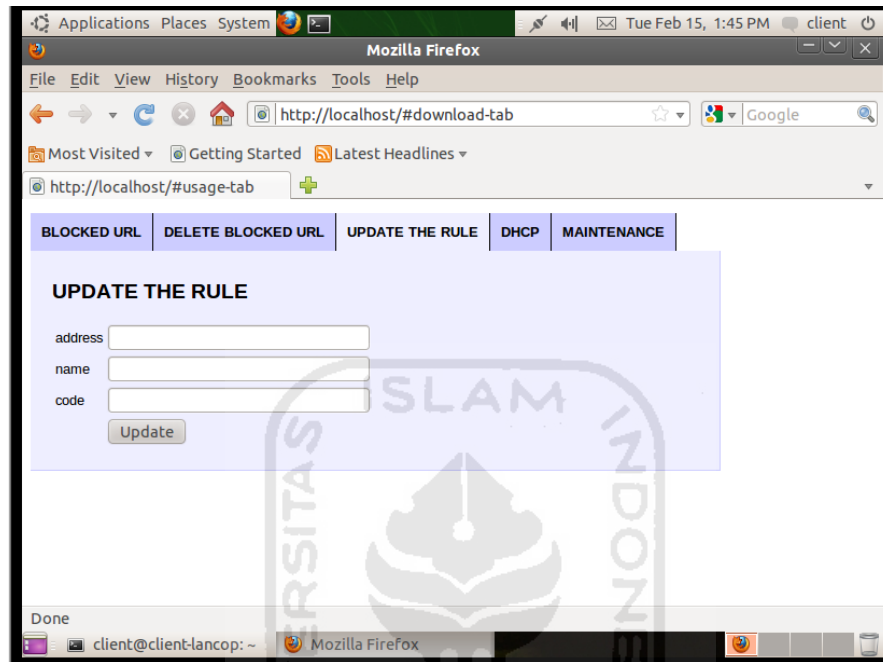 Applications Places System Tue Feb 15, 1:45 PM client
Mozilla Firefox
File Edit View History Bookmarks Tools Help
http://localhost/#download-tab Google
Most Visited Getting Started Latest Headlines
http://localhost/#usage-tab
BLOCKED URL DELETE BLOCKED URL UPDATE THE RULE DHCP MAINTENANCE
UPDATE THE RULE
address
name
code
Update
ISLAM
INDONES
ERSITAS
Done
client@client-lancop: ~ Mozilla Firefox